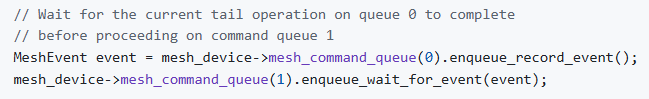 // Wait for the current tail operation on queue 0 to complete
// before proceeding on command queue 1
MeshEvent event = mesh_device->mesh_command_queue(0).enqueue_record_event();
mesh_device->mesh_command_queue(1).enqueue_wait_for_event(event);